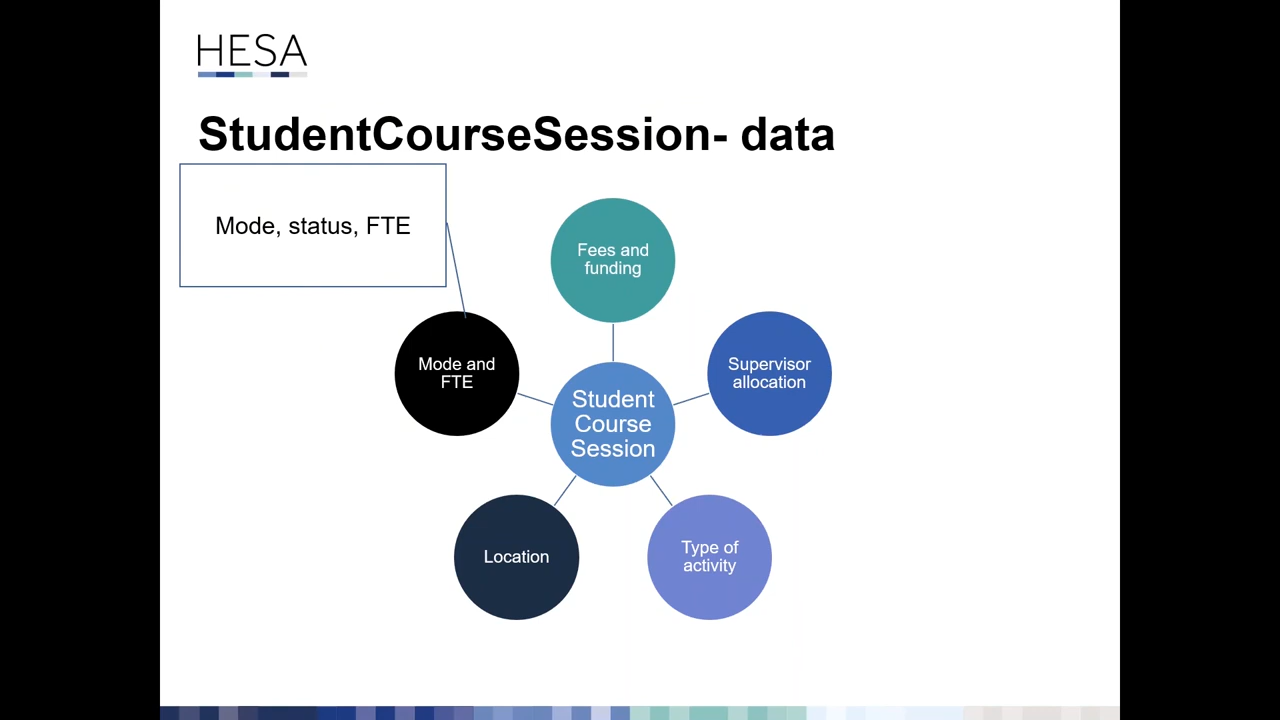 HESA
StudentCourseSession- data
Mode, status, FTE
Fees and
funding
Mode and
FTE
Supervisor
allocation
Student
Course
Session
Location
Type of
activity